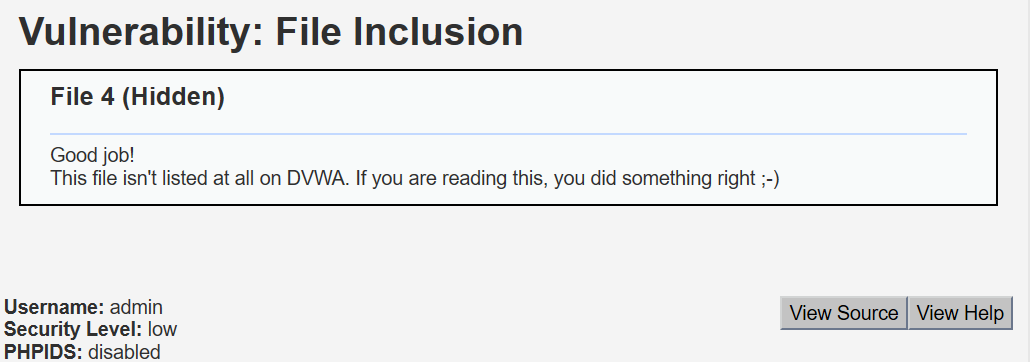 Vulnerability: File Inclusion
File 4 (Hidden)
Good job!
This file isn't listed at all on DVWA. If you are reading this, you did something right ;-)
Username: admin
Security Level: low
PHPIDS: disabled
View Source
View Help